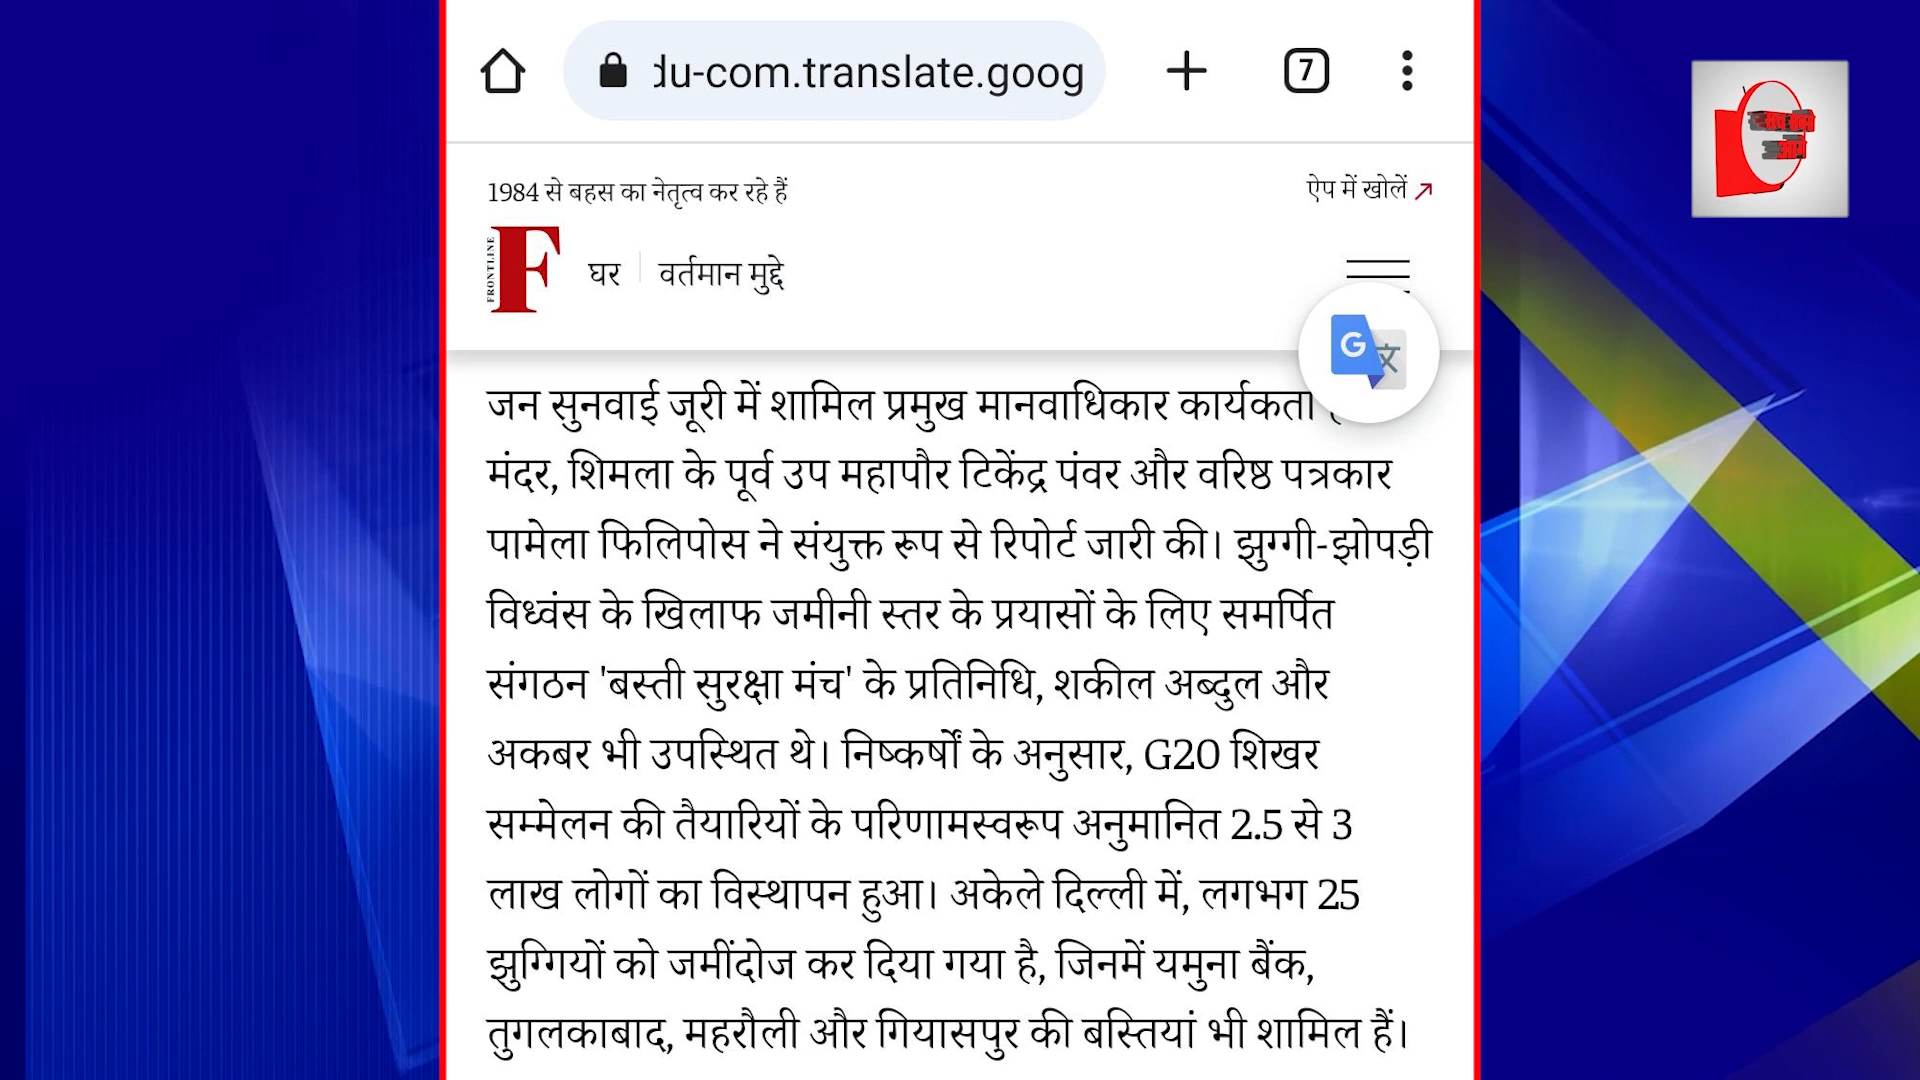 du-com.translate.goog
7
1984 से बहस का नेतृत्व कर रहे हैं
ऐप में खोलें
FRONTLINE
F
घर
वर्तमान मुद्दे
G
जन सुनवाई जूरी में शामिल प्रमुख मानवाधिकार कार्यकर्ता
मंदर, शिमला के पूर्व उप महापौर टिकेंद्र पंवर और वरिष्ठ पत्रकार
पामेला फिलिपोस ने संयुक्त रूप से रिपोर्ट जारी की। झुग्गी-झोपड़ी
विध्वंस के खिलाफ जमीनी स्तर के प्रयासों के लिए समर्पित
संगठन 'बस्ती सुरक्षा मंच' के प्रतिनिधि, शकील अब्दुल और
अकबर भी उपस्थित थे। निष्कर्षों के अनुसार, G20 शिखर
सम्मेलन की तैयारियों के परिणामस्वरूप अनुमानित 2.5 से 3
लाख लोगों का विस्थापन हुआ। अकेले दिल्ली में, लगभग 25
झुग्गियों को जमींदोज कर दिया गया है, जिनमें यमुना बैंक,
तुगलकाबाद, महरौली और गियासपुर की बस्तियां भी शामिल हैं।